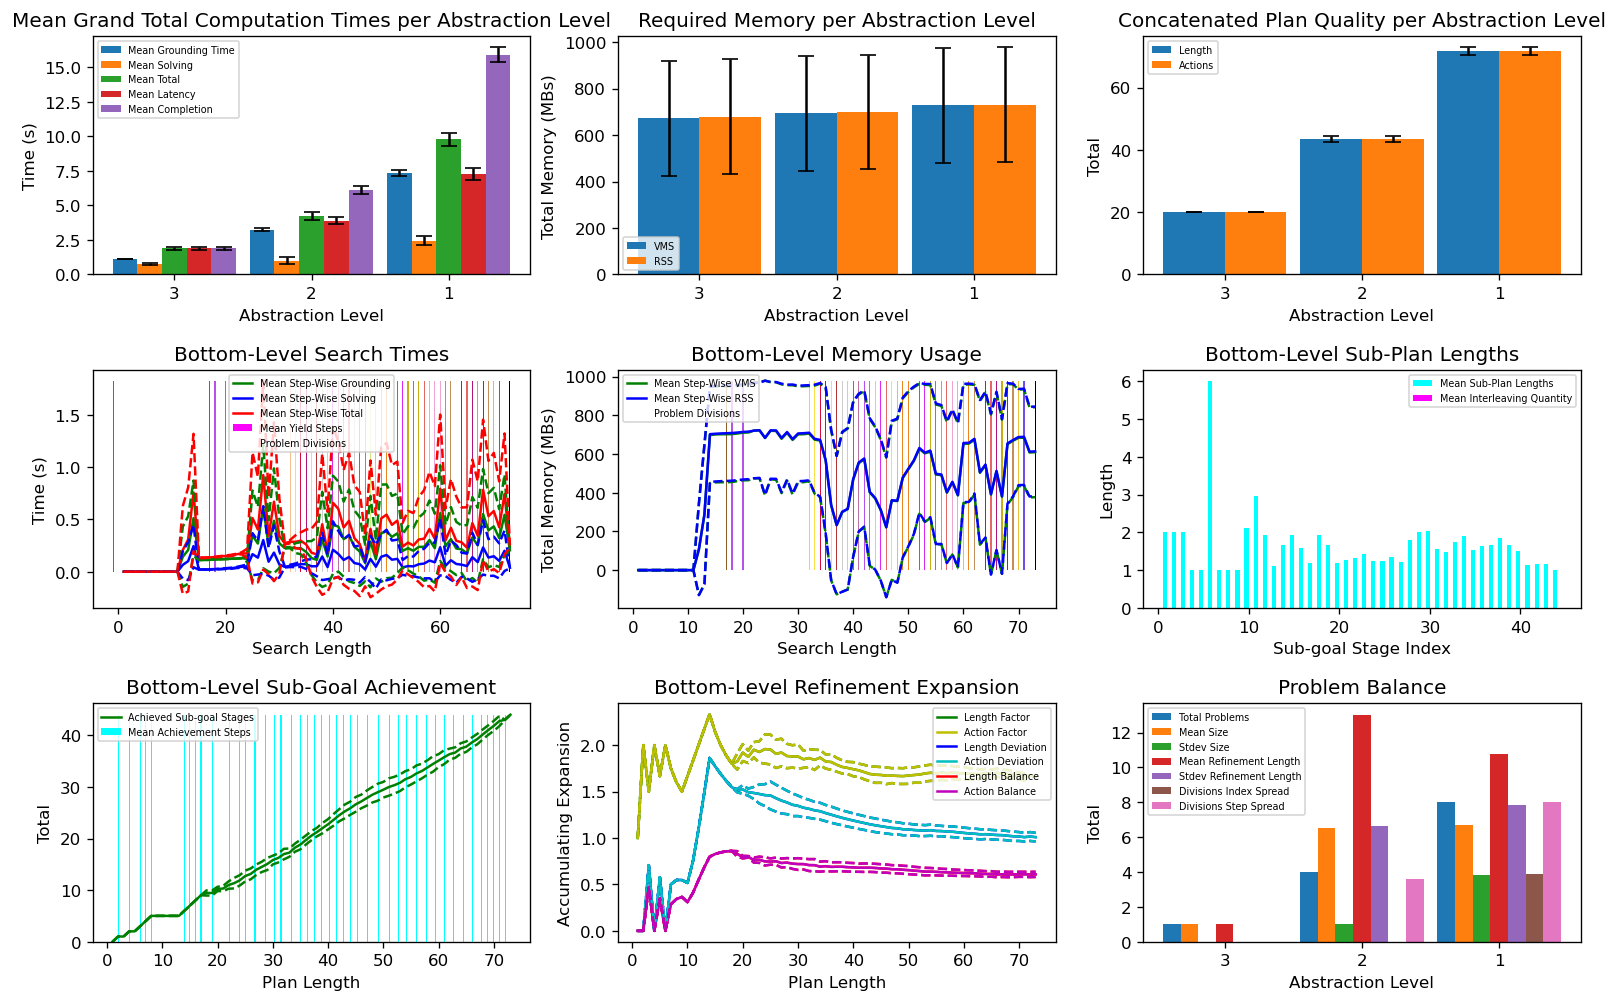 Mean Grand Total Computation Times per Abstraction Level
Mean Grounding Time
Mean Solving
Mean Total
Mean Latency
Mean Completion
Time (s)
15.0
12.5
10.0
7.5
5.0
2.5
0.0
3 2 1
Abstraction Level
Required Memory per Abstraction Level
VMS
RSS
Total Memory (MBs)
1000
800
600
400
200
0
3 2 1
Abstraction Level
Concatenated Plan Quality per Abstraction Level
Length
Actions
Total
60
40
20
0
3 2 1
Abstraction Level
Bottom-Level Search Times
Mean Step-Wise Grounding
Mean Step-Wise Solving
Mean Step-Wise Total
Mean Yield Steps
Problem Divisions
Time (s)
1.5
1.0
0.5
0.0
0 20 40 60
Search Length
Bottom-Level Memory Usage
Mean Step-Wise VMS
Mean Step-Wise RSS
Problem Divisions
Total Memory (MBs)
1000
800
600
400
200
0
0 10 20 30 40 50 60 70
Search Length
Bottom-Level Sub-Plan Lengths
Mean Sub-Plan Lengths
Mean Interleaving Quantity
Length
6
5
4
3
2
1
0
0 10 20 30 40
Sub-goal Stage Index
Bottom-Level Sub-Goal Achievement
Achieved Sub-goal Stages
Mean Achievement Steps
Total
40
30
20
10
0
0 10 20 30 40 50 60 70
Plan Length
Bottom-Level Refinement Expansion
Length Factor
Action Factor
Length Deviation
Action Deviation
Length Balance
Action Balance
Accumulating Expansion
2.0
1.5
1.0
0.5
0.0
0 10 20 30 40 50 60 70
Plan Length
Problem Balance
Total Problems
Mean Size
Stdev Size
Mean Refinement Length
Stdev Refinement Length
Divisions Index Spread
Divisions Step Spread
Total
12
10
8
6
4
2
0
3 2 1
Abstraction Level